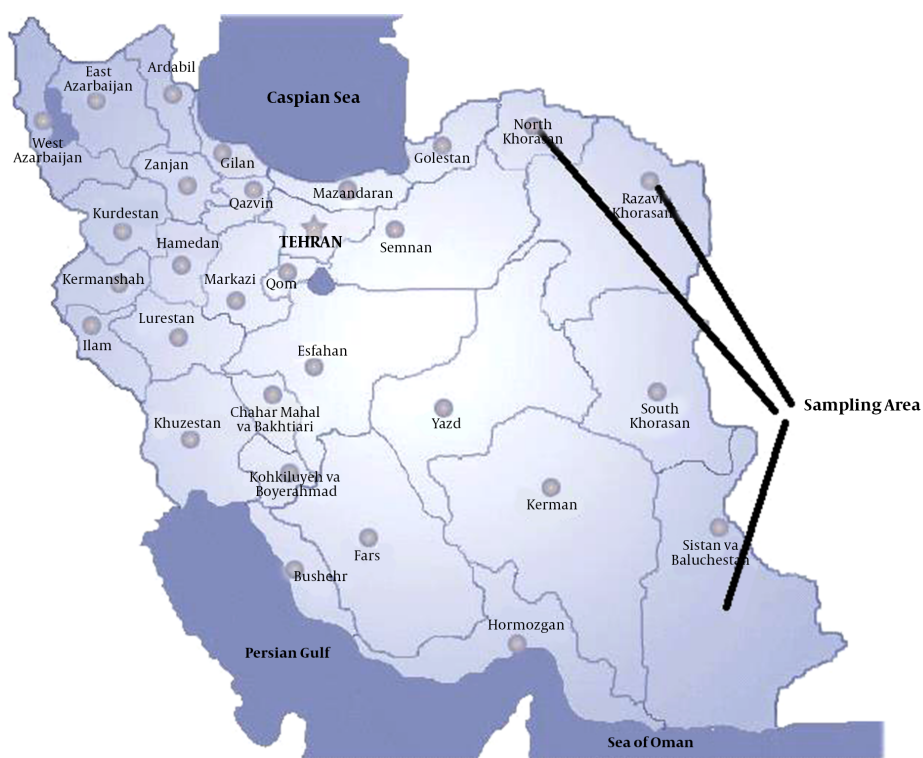 Ardabil
East
Azarbaijan
Caspian Sea
North
Khorasan
West
Azarbaijan
Zanjan
Gilan
Golestan
Qazvin
Mazandaran
Razavi
Khorasan
Kurdestan
Hamedan
TEHRAN
Semnan
Kermanshah
Markazi
Qom
Lurestan
Ilam
Esfahan
Sampling Area
Chahar Mahal
va Bakhtiari
Khuzestan
Yazd
South
Khorasan
Kohkiluyeh va
Boyerahmad
Kerman
Fars
Sistan va
Baluchestan
Bushehr
Hormozgan
Persian Gulf
Sea of Oman